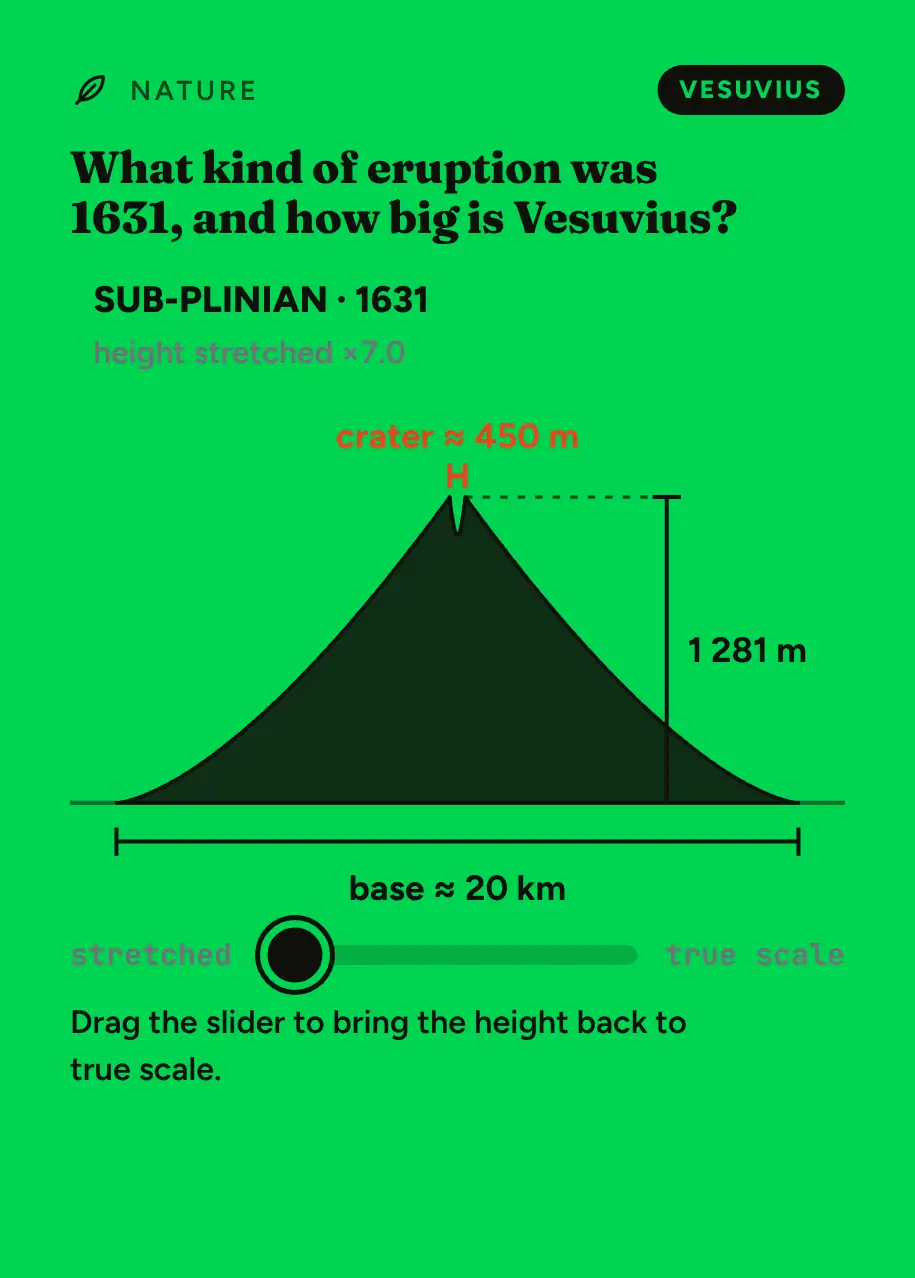 NATURE
VESUVIUS
What kind of eruption was
1631, and how big is Vesuvius?
SUB-PLINIAN · 1631
height stretched ×7.0
crater ≈ 450 m
1 281 m
base ≈ 20 km
stretched
true scale
Drag the slider to bring the height back to
true scale.